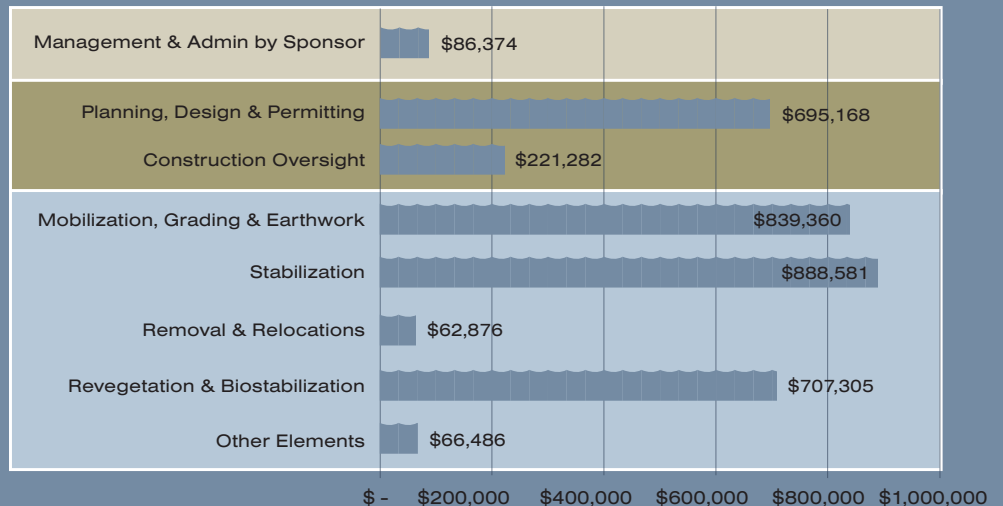 Management & Admin by Sponsor $86,374
Planning, Design & Permitting $695,168
Construction Oversight $221,282
Mobilization, Grading & Earthwork $839,360
Stabilization $888,581
Removal & Relocations $62,876
Revegetation & Biostabilization $707,305
Other Elements $66,486
$ - $200,000 $400,000 $600,000 $800,000 $1,000,000